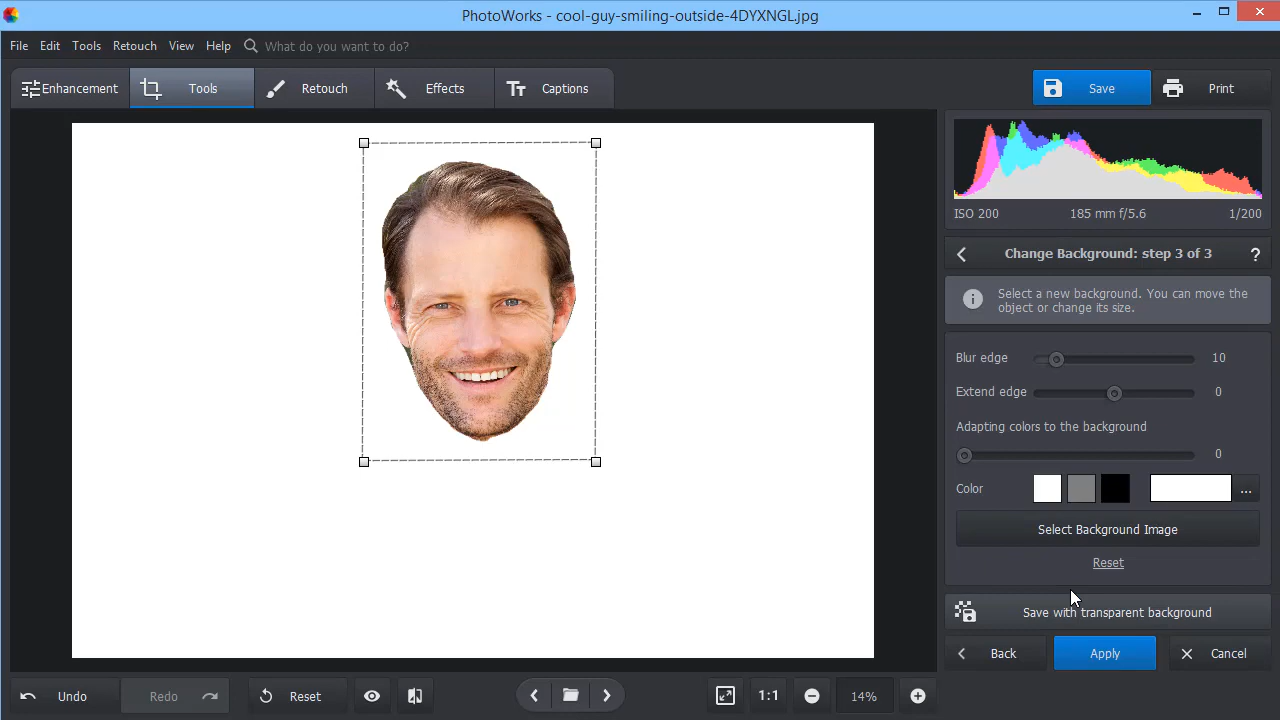 PhotoWorks - cool-guy-smiling-outside-4DYXNGL.jpg
File Edit Tools Retouch View Help What do you want to do?
Enhancement Tools Retouch Effects Captions Save Print
ISO 200 185 mm f/5.6 1/200
Change Background: step 3 of 3 ?
Select a new background. You can move the
object or change its size.
Blur edge 10
Extend edge 0
Adapting colors to the background
0
Color ...
Select Background Image
Reset
Save with transparent background
Back Apply Cancel
Undo Redo Reset 1:1 14%